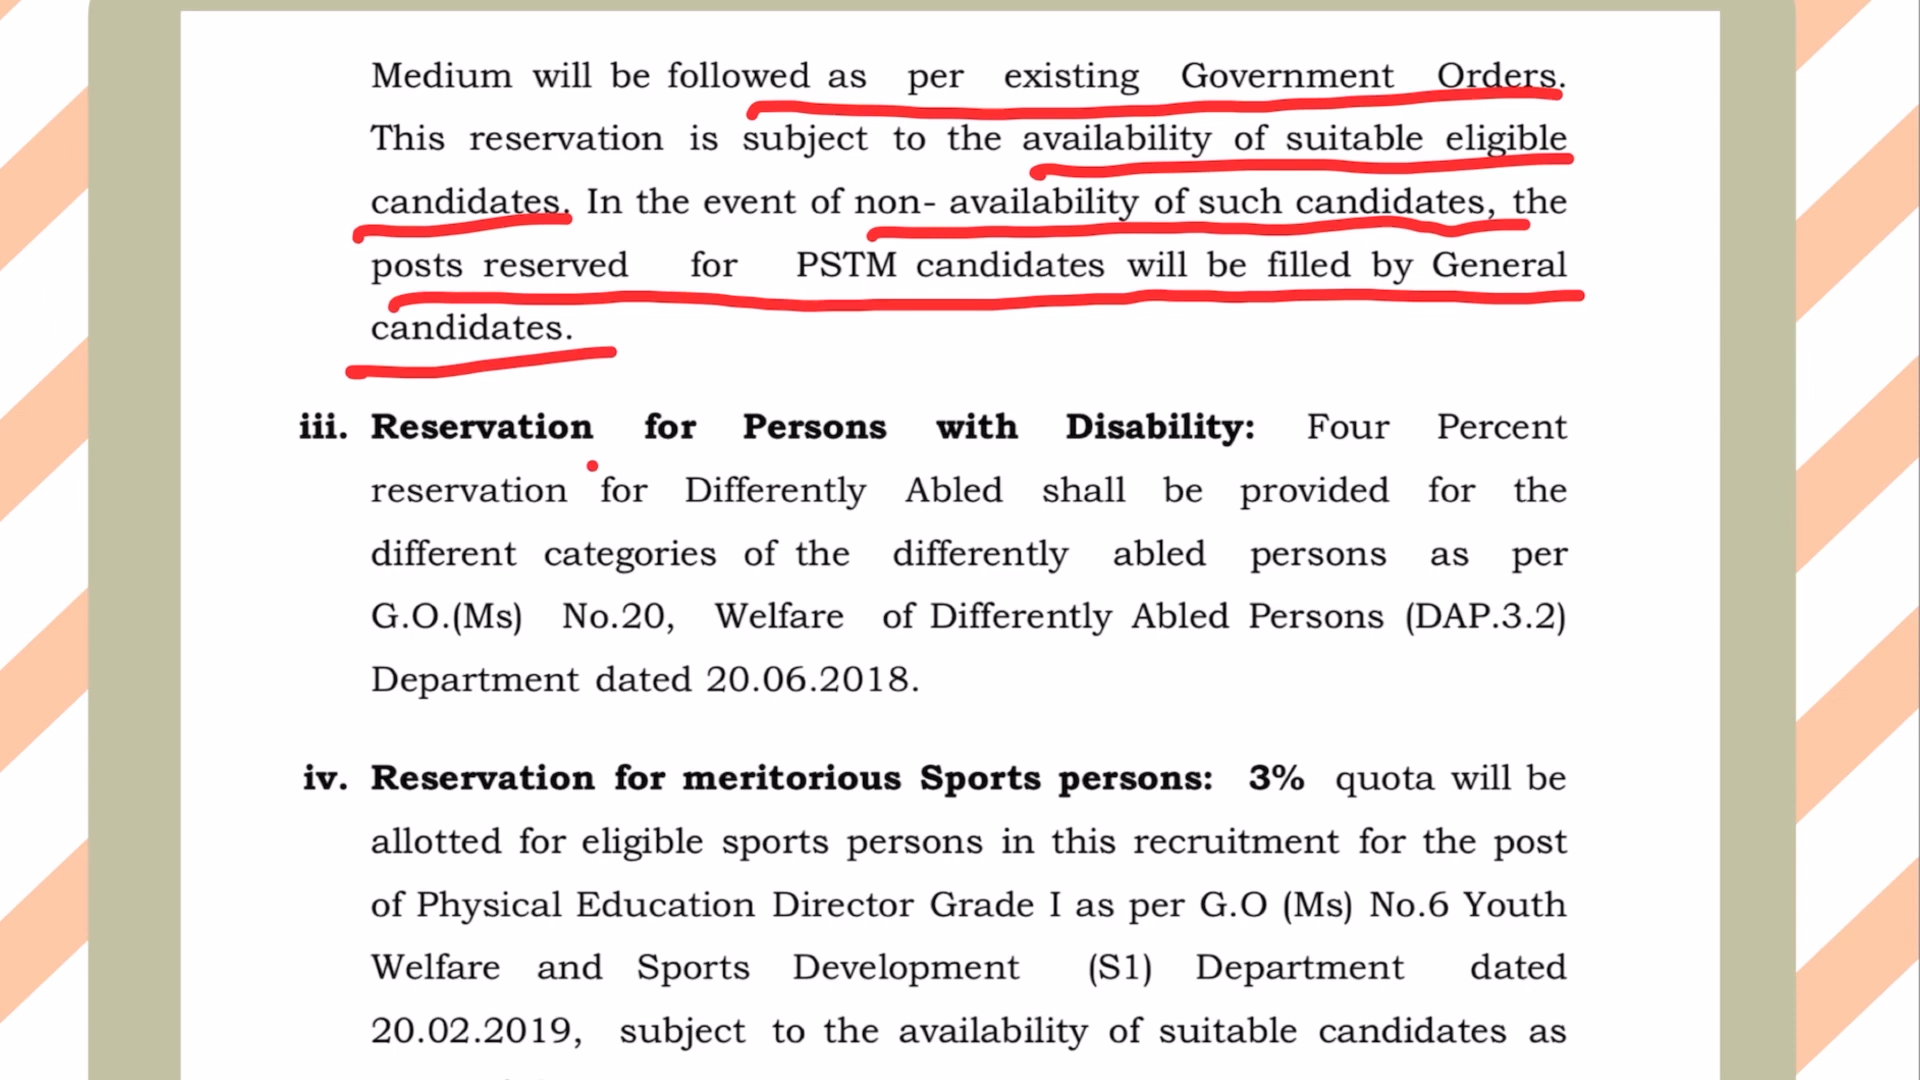 Medium will be followed as per existing Government Orders.
This reservation is subject to the availability of suitable eligible
candidates. In the event of non- availability of such candidates, the
posts reserved for PSTM candidates will be filled by General
candidates.
iii. Reservation for Persons with Disability: Four Percent
reservation for Differently Abled shall be provided for the
different categories of the differently abled persons as per
G.O.(Ms) No.20, Welfare of Differently Abled Persons (DAP.3.2)
Department dated 20.06.2018.
iv. Reservation for meritorious Sports persons: 3% quota will be
allotted for eligible sports persons in this recruitment for the post
of Physical Education Director Grade I as per G.O (Ms) No.6 Youth
Welfare and Sports Development (S1) Department dated
20.02.2019, subject to the availability of suitable candidates as